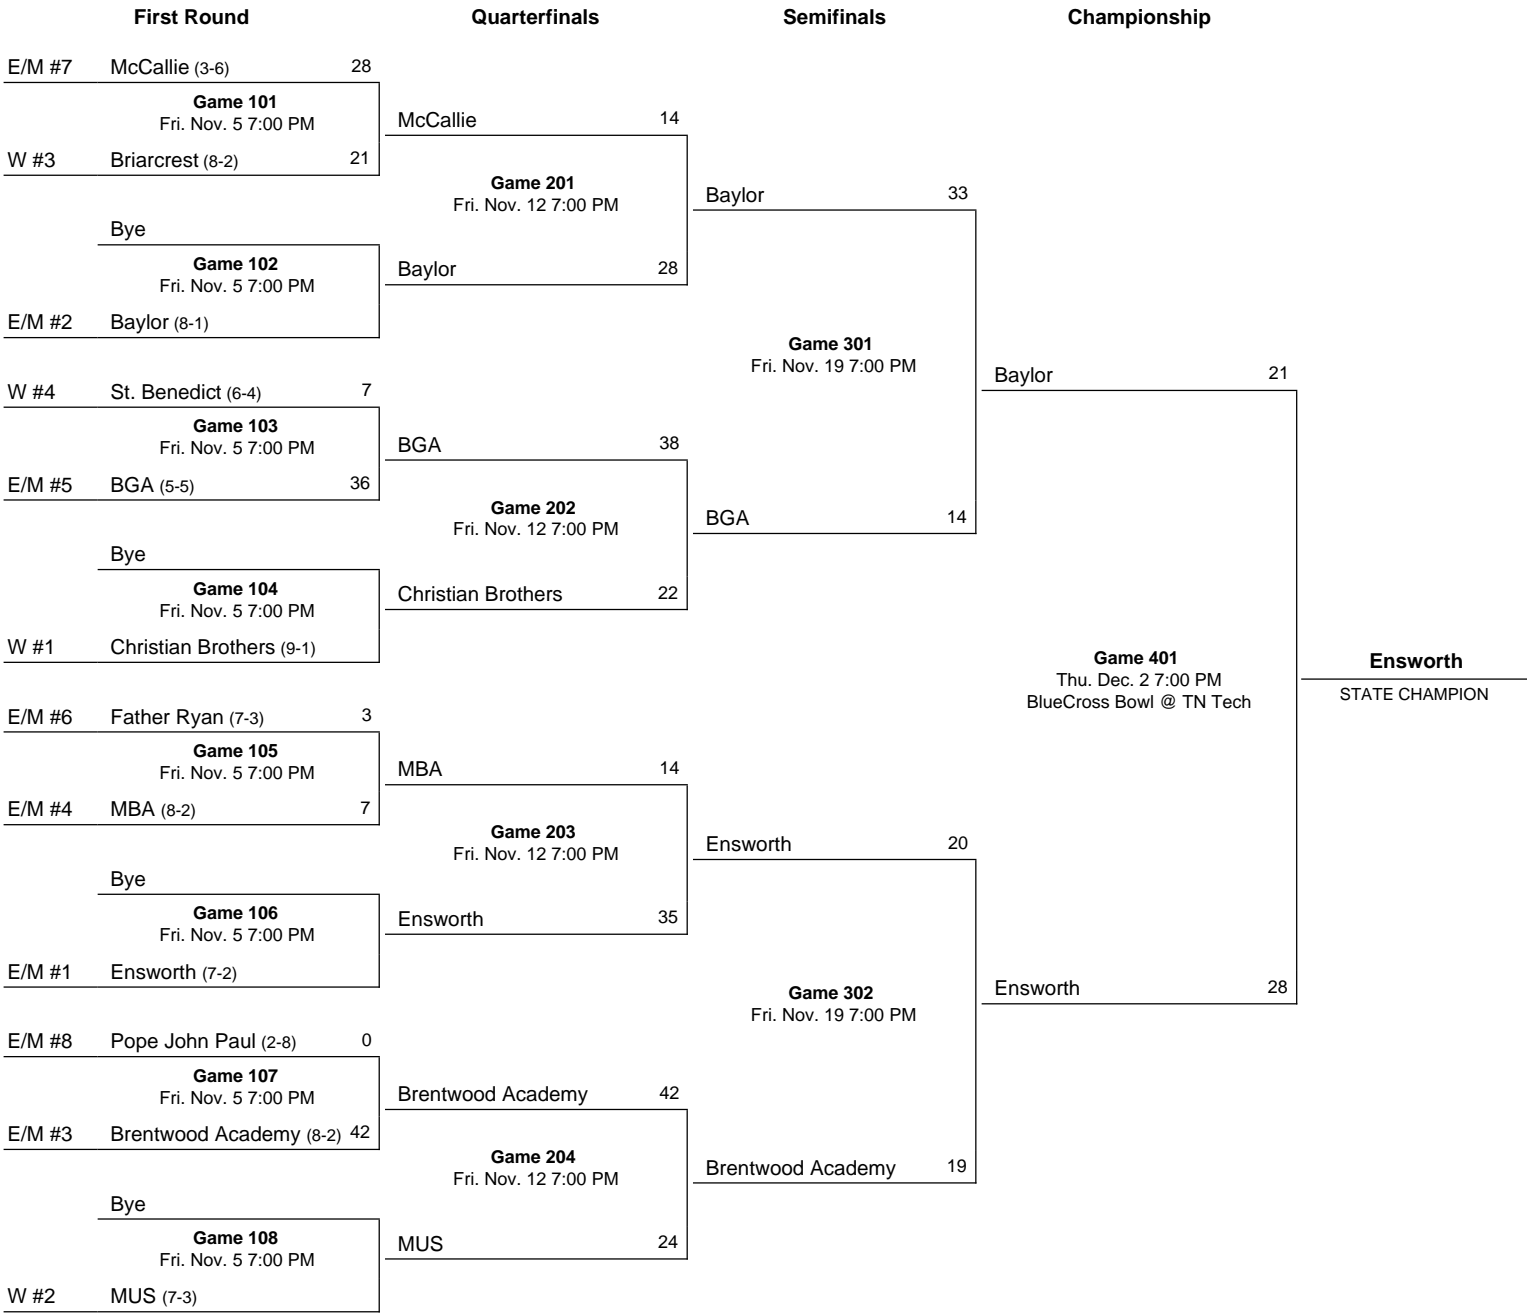 First Round Quarterfinals Semifinals Championship
E/M #7 McCallie (3-6) 28
Game 101
Fri. Nov. 5 7:00 PM
W #3 Briarcrest (8-2) 21
Bye
Game 102
Fri. Nov. 5 7:00 PM
E/M #2 Baylor (8-1)
W #4 St. Benedict (6-4) 7
Game 103
Fri. Nov. 5 7:00 PM
E/M #5 BGA (5-5) 36
Bye
Game 104
Fri. Nov. 5 7:00 PM
W #1 Christian Brothers (9-1)
E/M #6 Father Ryan (7-3) 3
Game 105
Fri. Nov. 5 7:00 PM
E/M #4 MBA (8-2) 7
Bye
Game 106
Fri. Nov. 5 7:00 PM
E/M #1 Ensworth (7-2)
E/M #8 Pope John Paul (2-8) 0
Game 107
Fri. Nov. 5 7:00 PM
E/M #3 Brentwood Academy (8-2) 42
Bye
Game 108
Fri. Nov. 5 7:00 PM
W #2 MUS (7-3)
McCallie 14
Game 201
Fri. Nov. 12 7:00 PM
Baylor 28
BGA 38
Game 202
Fri. Nov. 12 7:00 PM
Christian Brothers 22
MBA 14
Game 203
Fri. Nov. 12 7:00 PM
Ensworth 35
Brentwood Academy 42
Game 204
Fri. Nov. 12 7:00 PM
MUS 24
Baylor 33
Game 301
Fri. Nov. 19 7:00 PM
BGA 14
Ensworth 20
Game 302
Fri. Nov. 19 7:00 PM
Brentwood Academy 19
Baylor 21
Game 401
Thu. Dec. 2 7:00 PM
BlueCross Bowl @ TN Tech
Ensworth 28
Ensworth
STATE CHAMPION